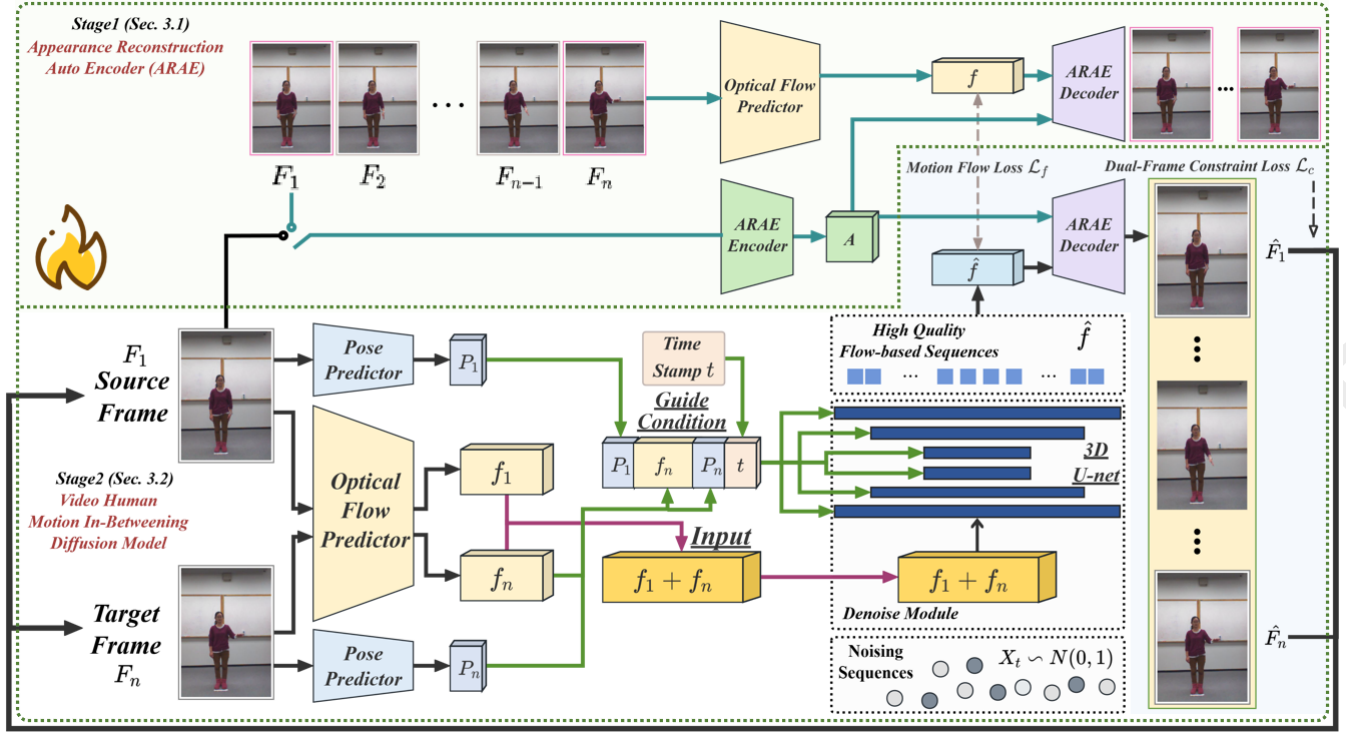 Stage1 (Sec. 3.1)
Appearance Reconstruction
Auto Encoder (ARAE)
...
F₁
F₂
Fₙ₋₁
Fₙ
Optical Flow
Predictor
f
ARAE
Decoder
...
ARAE
Encoder
A
Motion Flow Loss ℒ_f
Dual-Frame Constraint Loss ℒ_c
f̂
ARAE
Decoder
F̂₁
F₁
Source
Frame
Pose
Predictor
P₁
Time
Stamp t
High Quality
Flow-based Sequences
f̂
... ...
Guide
Condition
P₁ fₙ Pₙ t
3D
U-net
Stage2 (Sec. 3.2)
Video Human
Motion In-Betweening
Diffusion Model
Optical
Flow
Predictor
f₁
fₙ
Input
f₁ + fₙ
f₁ + fₙ
Denoise Module
Target
Frame
Fₙ
Pose
Predictor
Pₙ
Noising
Sequences
Xₜ ∽ N(0, 1)
F̂ₙ